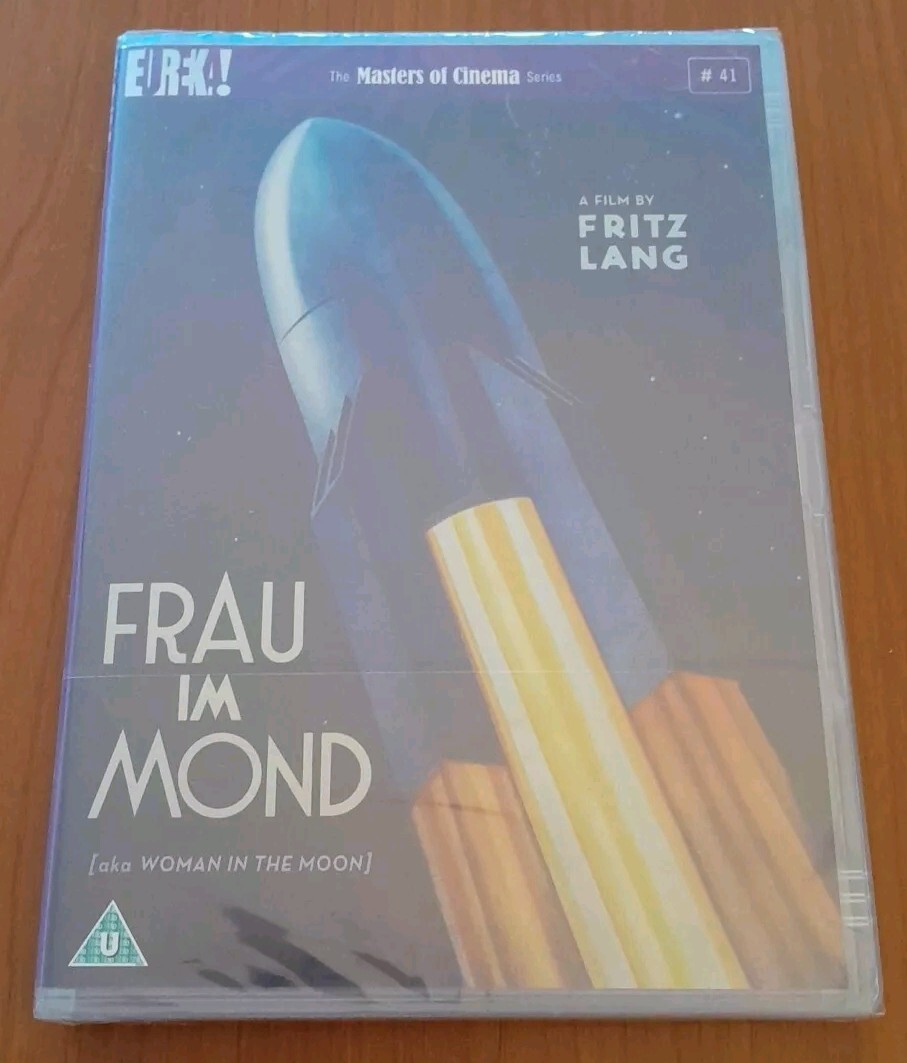 EUREKA!
The Masters of Cinema Series
# 41
A FILM BY
FRITZ
LANG
FRAU
IM
MOND
[aka WOMAN IN THE MOON]
U